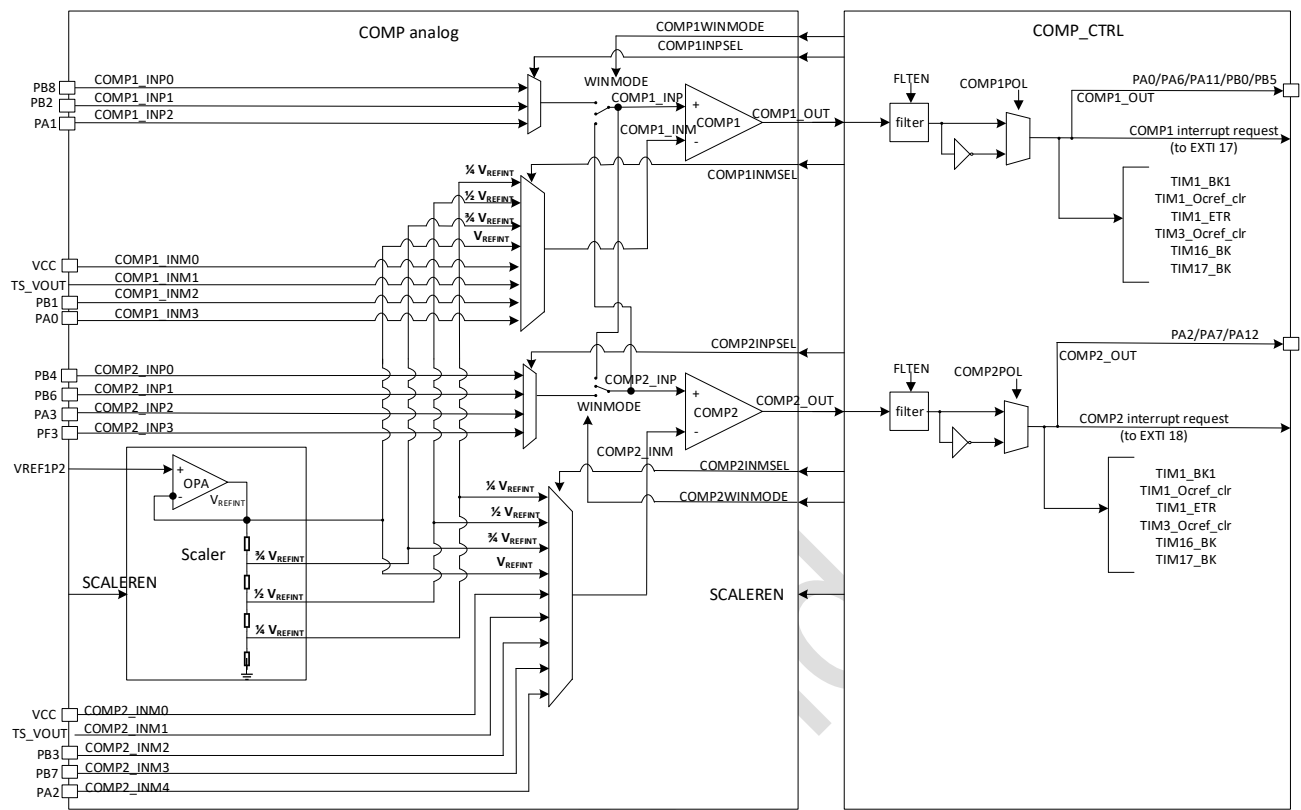 COMP analog
COMP_CTRL
COMP1WINMODE
COMP1INPSEL
WINMODE
PB8
COMP1_INP0
PB2
COMP1_INP1
PA1
COMP1_INP2
COMP1_INP
+
COMP1
-
COMP1_INM
COMP1_OUT
FLTEN
filter
COMP1POL
PA0/PA6/PA11/PB0/PB5
COMP1_OUT
COMP1 interrupt request
(to EXTI 17)
COMP1INMSEL
¼ VREFINT
½ VREFINT
¾ VREFINT
VREFINT
TIM1_BK1
TIM1_Ocref_clr
TIM1_ETR
TIM3_Ocref_clr
TIM16_BK
TIM17_BK
VCC
COMP1_INM0
TS_VOUT
COMP1_INM1
PB1
COMP1_INM2
PA0
COMP1_INM3
COMP2INPSEL
PB4
COMP2_INP0
PB6
COMP2_INP1
PA3
COMP2_INP2
PF3
COMP2_INP3
COMP2_INP
WINMODE
+
COMP2
-
COMP2_INM
COMP2_OUT
FLTEN
filter
COMP2POL
PA2/PA7/PA12
COMP2_OUT
COMP2 interrupt request
(to EXTI 18)
COMP2INMSEL
COMP2WINMODE
VREF1P2
+
OPA
-
VREFINT
Scaler
¾ VREFINT
½ VREFINT
¼ VREFINT
SCALEREN
¼ VREFINT
½ VREFINT
¾ VREFINT
VREFINT
SCALEREN
TIM1_BK1
TIM1_Ocref_clr
TIM1_ETR
TIM3_Ocref_clr
TIM16_BK
TIM17_BK
VCC
COMP2_INM0
TS_VOUT
COMP2_INM1
PB3
COMP2_INM2
PB7
COMP2_INM3
PA2
COMP2_INM4